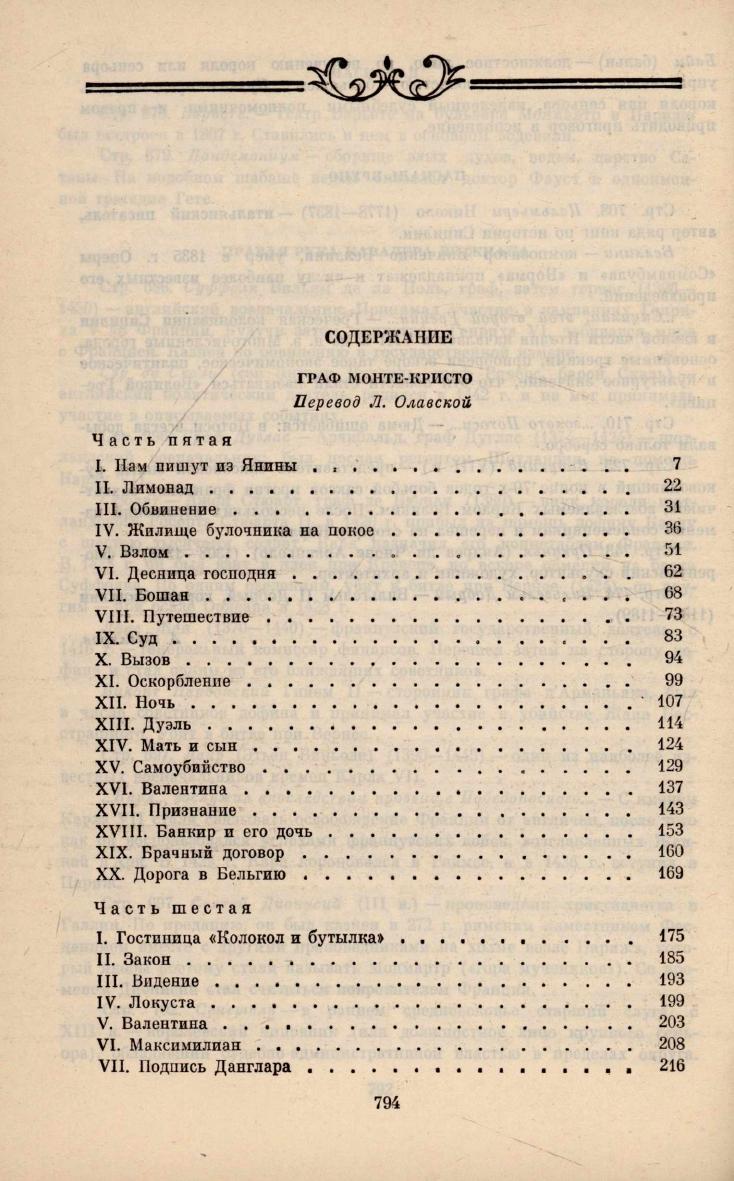 СОДЕРЖАНИЕ
ГРАФ МОНТЕ-КРИСТО
Перевод Л. Олавской
Часть пятая
I. Нам пишут из Янины . . . . . . . . . . . . . . . . 7
II. Лимонад . . . . . . . . . . . . . . . . . . . . . 22
III. Обвинение . . . . . . . . . . . . . . . . . . . . 31
IV. Жилище булочника на покое . . . . . . . . . . . . 36
V. Взлом . . . . . . . . . . . . . . . . . . . . . . 51
VI. Десница господня . . . . . . . . . . . . . . . . . 62
VII. Бошан . . . . . . . . . . . . . . . . . . . . . 68
VIII. Путешествие . . . . . . . . . . . . . . . . . . 73
IX. Суд . . . . . . . . . . . . . . . . . . . . . . . 83
X. Вызов . . . . . . . . . . . . . . . . . . . . . . 94
XI. Оскорбление . . . . . . . . . . . . . . . . . . . 99
XII. Ночь . . . . . . . . . . . . . . . . . . . . . . 107
XIII. Дуэль . . . . . . . . . . . . . . . . . . . . . 114
XIV. Мать и сын . . . . . . . . . . . . . . . . . . . 124
XV. Самоубийство . . . . . . . . . . . . . . . . . . 129
XVI. Валентина . . . . . . . . . . . . . . . . . . . 137
XVII. Признание . . . . . . . . . . . . . . . . . . . 143
XVIII. Банкир и его дочь . . . . . . . . . . . . . . . 153
XIX. Брачный договор . . . . . . . . . . . . . . . . 160
XX. Дорога в Бельгию . . . . . . . . . . . . . . . . 169
Часть шестая
I. Гостиница «Колокол и бутылка» . . . . . . . . . . 175
II. Закон . . . . . . . . . . . . . . . . . . . . . . 185
III. Видение . . . . . . . . . . . . . . . . . . . . . 193
IV. Локуста . . . . . . . . . . . . . . . . . . . . . 199
V. Валентина . . . . . . . . . . . . . . . . . . . . 203
VI. Максимилиан . . . . . . . . . . . . . . . . . . . 208
VII. Подпись Данглара . . . . . . . . . . . . . . . . 216
794